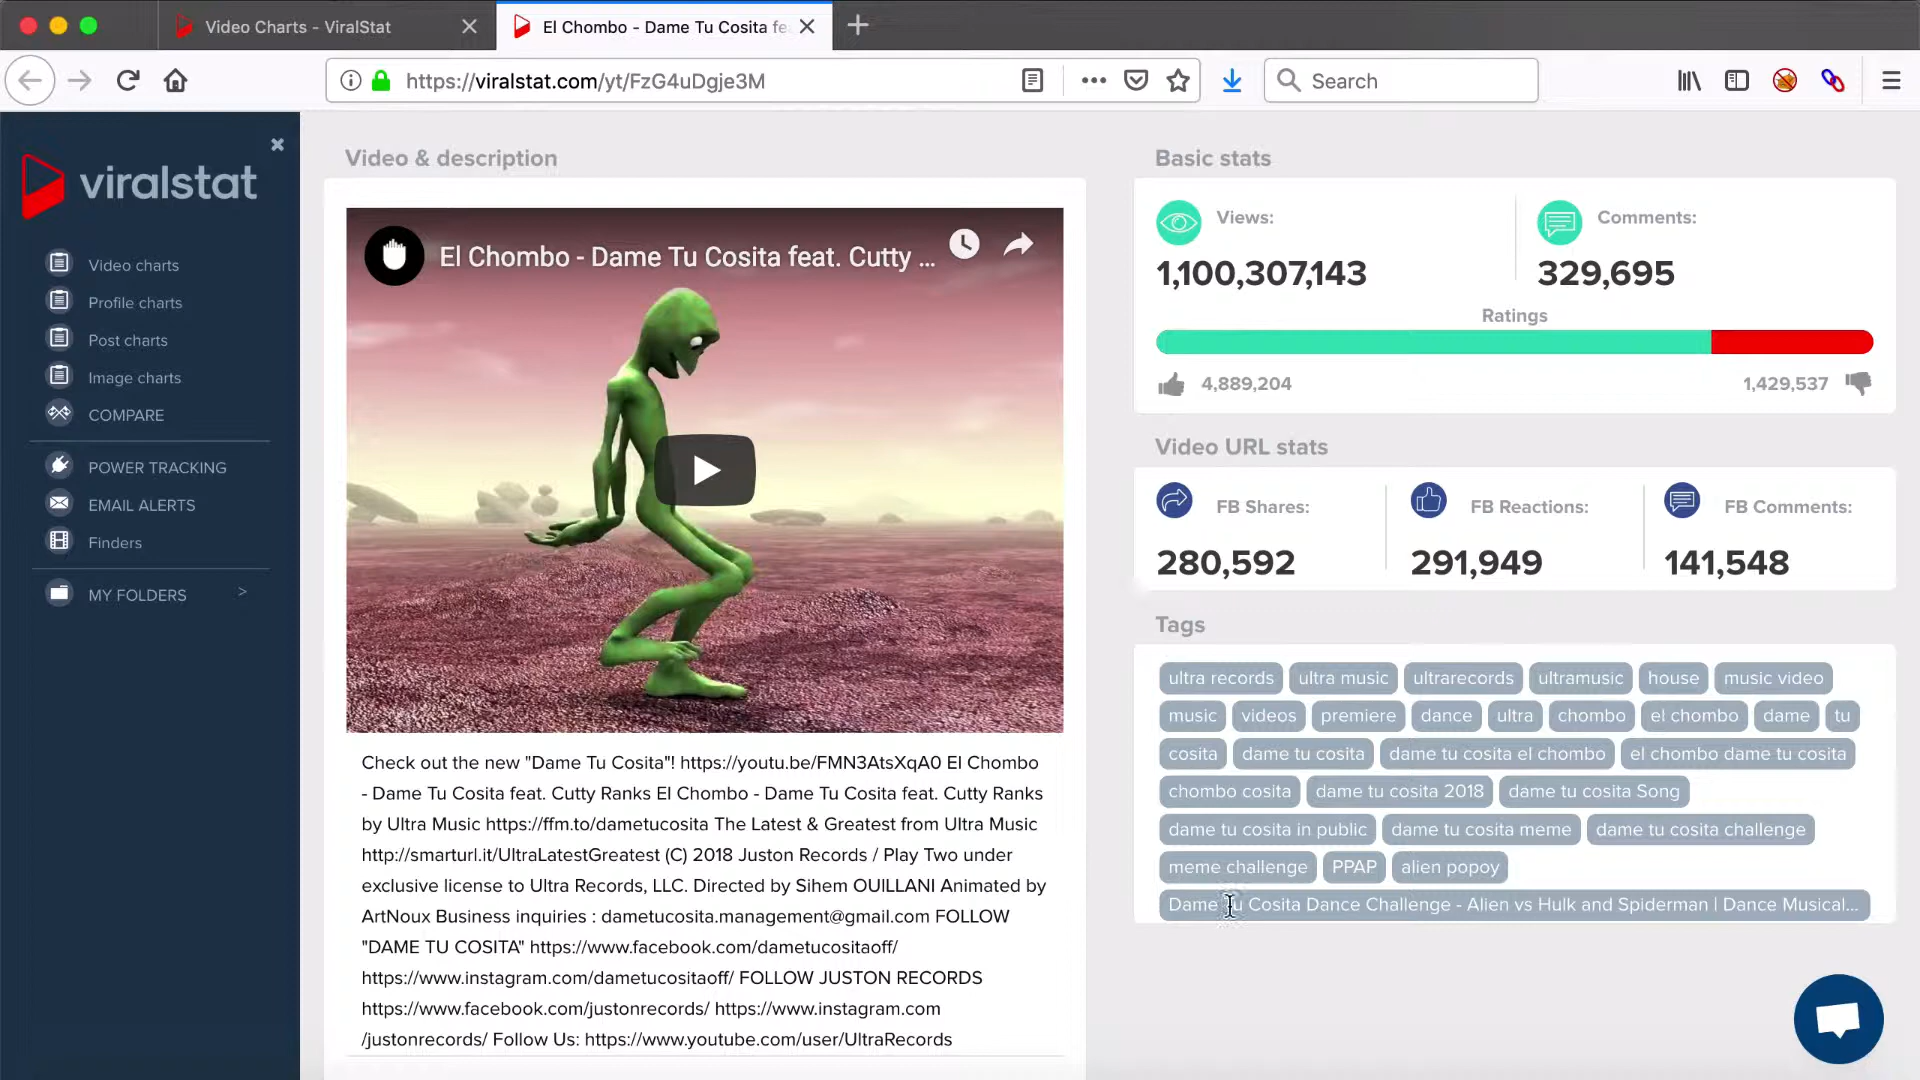 Video Charts - ViralStat
El Chombo - Dame Tu Cosita fe
https://viralstat.com/yt/FzG4uDgje3M
Search
viralstat
Video charts
Profile charts
Post charts
Image charts
COMPARE
POWER TRACKING
EMAIL ALERTS
Finders
MY FOLDERS >
Video & description
El Chombo - Dame Tu Cosita feat. Cutty ...
Check out the new "Dame Tu Cosita"! https://youtu.be/FMN3AtsXqA0 El Chombo
- Dame Tu Cosita feat. Cutty Ranks El Chombo - Dame Tu Cosita feat. Cutty Ranks
by Ultra Music https://ffm.to/dametucosita The Latest & Greatest from Ultra Music
http://smarturl.it/UltraLatestGreatest (C) 2018 Juston Records / Play Two under
exclusive license to Ultra Records, LLC. Directed by Sihem OUILLANI Animated by
ArtNoux Business inquiries : dametucosita.management@gmail.com FOLLOW
"DAME TU COSITA" https://www.facebook.com/dametucositaoff/
https://www.instagram.com/dametucositaoff/ FOLLOW JUSTON RECORDS
https://www.facebook.com/justonrecords/ https://www.instagram.com
/justonrecords/ Follow Us: https://www.youtube.com/user/UltraRecords
Basic stats
Views: Comments:
1,100,307,143 329,695
Ratings
4,889,204 1,429,537
Video URL stats
FB Shares: FB Reactions: FB Comments:
280,592 291,949 141,548
Tags
ultra records ultra music ultrarecords ultramusic house music video
music videos premiere dance ultra chombo el chombo dame tu
cosita dame tu cosita dame tu cosita el chombo el chombo dame tu cosita
chombo cosita dame tu cosita 2018 dame tu cosita Song
dame tu cosita in public dame tu cosita meme dame tu cosita challenge
meme challenge PPAP alien popoy
Dame Tu Cosita Dance Challenge - Alien vs Hulk and Spiderman | Dance Musical...